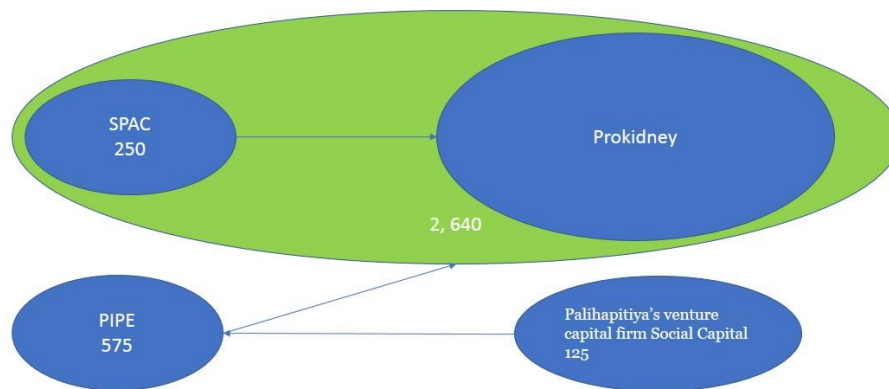 SPAC
250
Prokidney
2, 640
PIPE
575
Palihapitiya’s venture
capital firm Social Capital
125